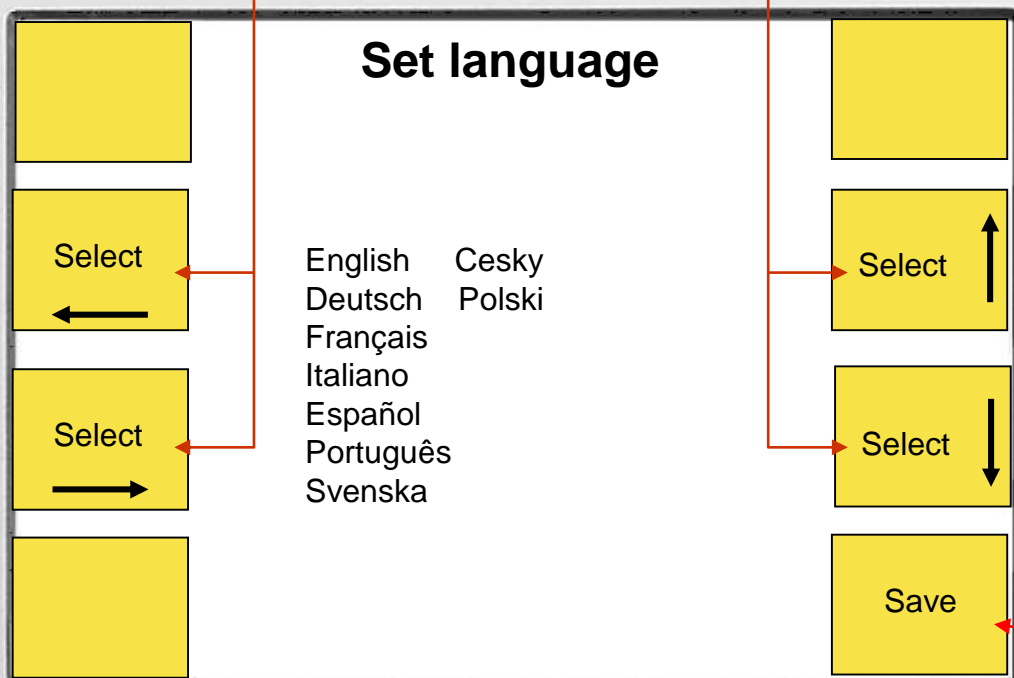 Set language
Select
Select
English Cesky
Deutsch Polski
Français
Italiano
Español
Português
Svenska
Select
Select
Save